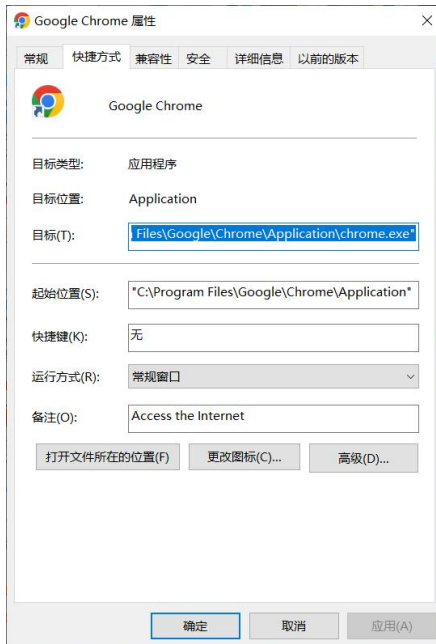 Google Chrome 属性
常规 快捷方式 兼容性 安全 详细信息 以前的版本
Google Chrome
目标类型: 应用程序
目标位置: Application
目标(T): Files\Google\Chrome\Application\chrome.exe"
起始位置(S): "C:\Program Files\Google\Chrome\Application"
快捷键(K): 无
运行方式(R): 常规窗口
备注(O): Access the Internet
打开文件所在的位置(F) 更改图标(C)... 高级(D)...
确定 取消 应用(A)